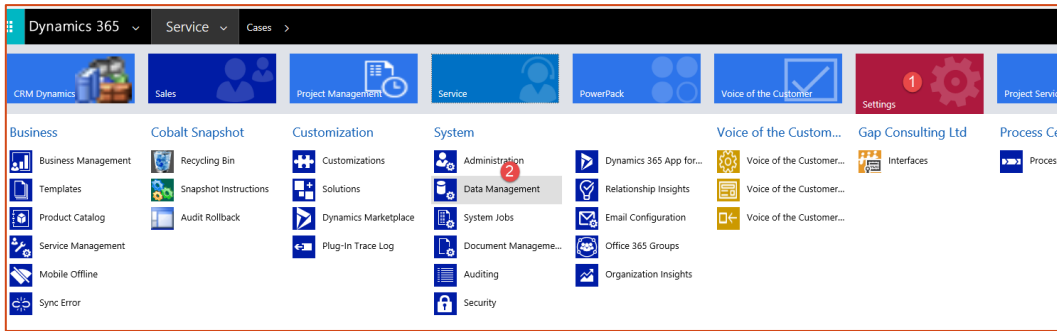 Dynamics 365 Service Cases
CRM Dynamics
Sales
Project Management
Service
PowerPack
Voice of the Customer
1
Settings
Project Servic
Business
Business Management
Templates
Product Catalog
Service Management
Mobile Offline
Sync Error
Cobalt Snapshot
Recycling Bin
Snapshot Instructions
Audit Rollback
Customization
Customizations
Solutions
Dynamics Marketplace
Plug-In Trace Log
System
Administration
2
Data Management
System Jobs
Document Manageme...
Auditing
Security
Dynamics 365 App for...
Relationship Insights
Email Configuration
Office 365 Groups
Organization Insights
Voice of the Custom...
Voice of the Customer...
Voice of the Customer...
Voice of the Customer...
Gap Consulting Ltd
Interfaces
Process Ce
Proces